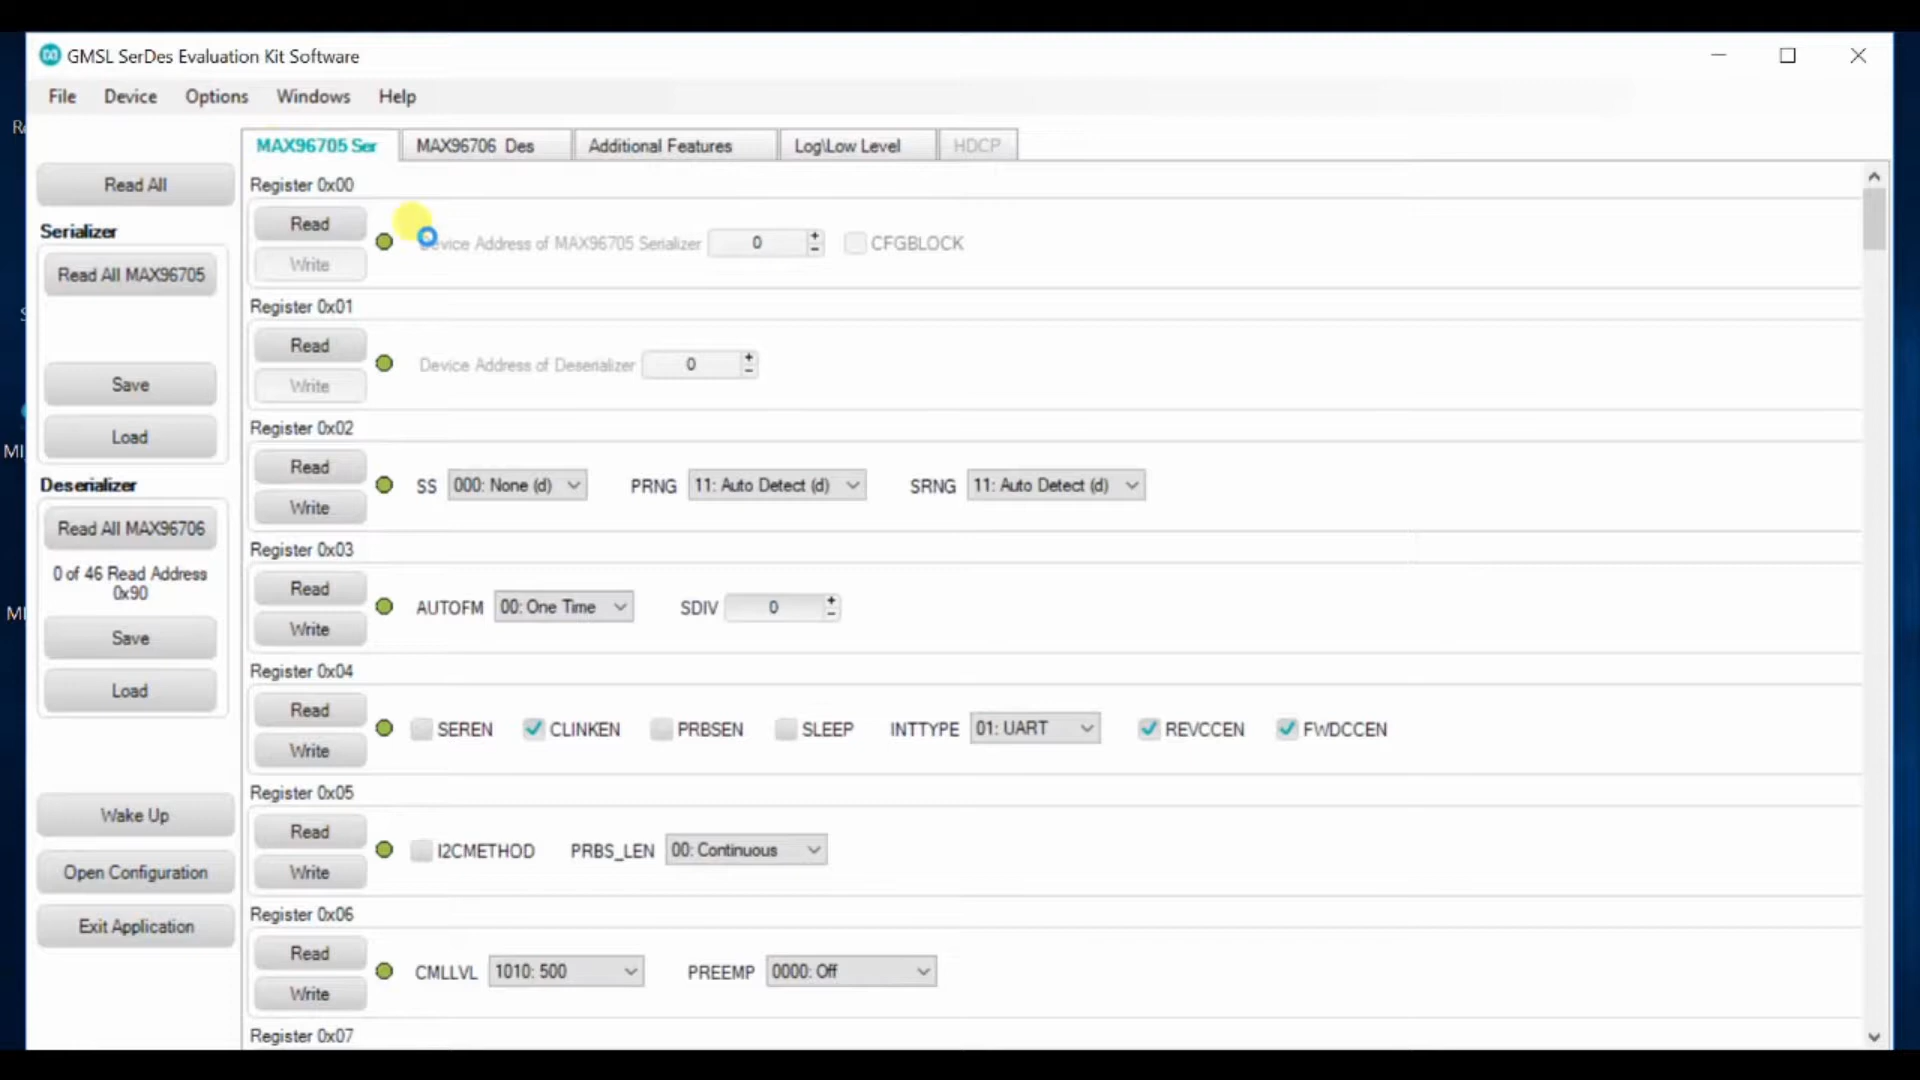 GMSL SerDes Evaluation Kit Software
File Device Options Windows Help
MAX96705 Ser MAX96706 Des Additional Features Log\Low Level HDCP
Read All
Serializer
Read All MAX96705
Save
Load
Deserializer
Read All MAX96706
0 of 46 Read Address
0x90
Save
Load
Wake Up
Open Configuration
Exit Application
Register 0x00
Read
Write
Device Address of MAX96705 Serializer 0 CFGBLOCK
Register 0x01
Read
Write
Device Address of Deserializer 0
Register 0x02
Read
Write
SS 000: None (d) PRNG 11: Auto Detect (d) SRNG 11: Auto Detect (d)
Register 0x03
Read
Write
AUTOFM 00: One Time SDIV 0
Register 0x04
Read
Write
SEREN CLINKEN PRBSEN SLEEP INTTYPE 01: UART REVCCEN FWDCCEN
Register 0x05
Read
Write
I2CMETHOD PRBS_LEN 00: Continuous
Register 0x06
Read
Write
CMLLVL 1010: 500 PREEMP 0000: Off
Register 0x07